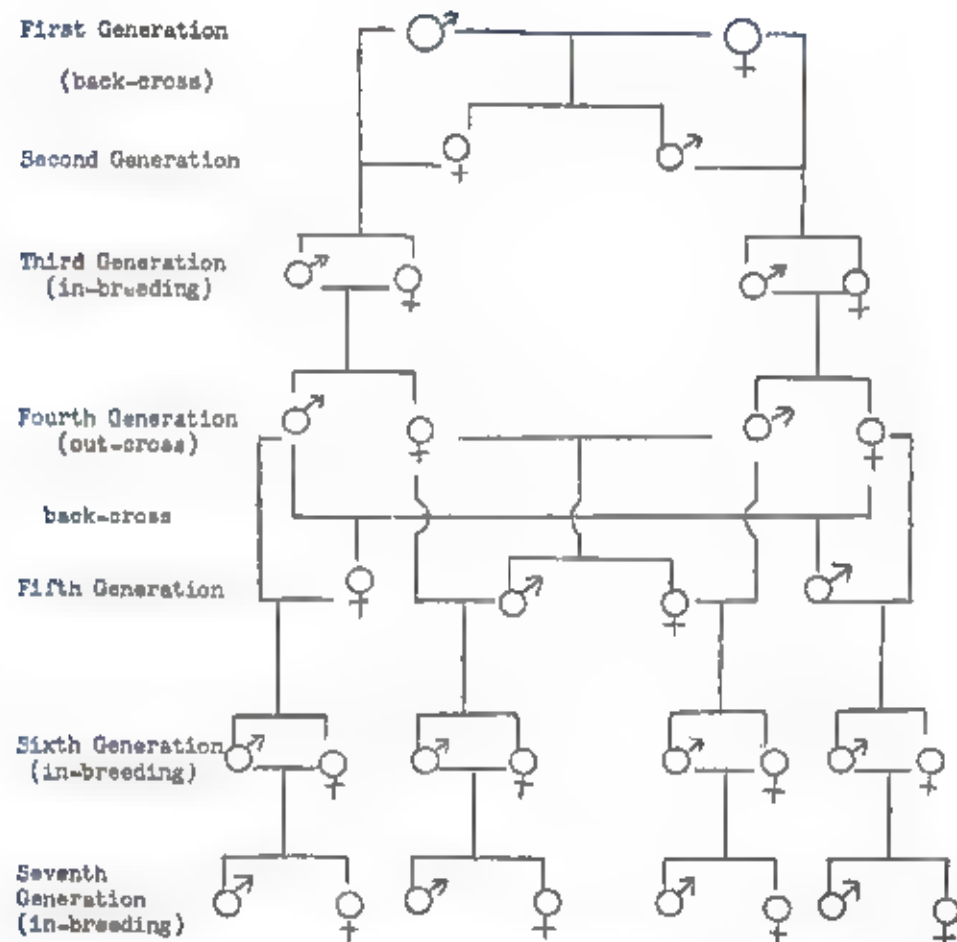 First Generation
(back-cross)
Second Generation
Third Generation
(in-breeding)
Fourth Generation
(out-cross)
back-cross
Fifth Generation
Sixth Generation
(in-breeding)
Seventh
Generation
(in-breeding)